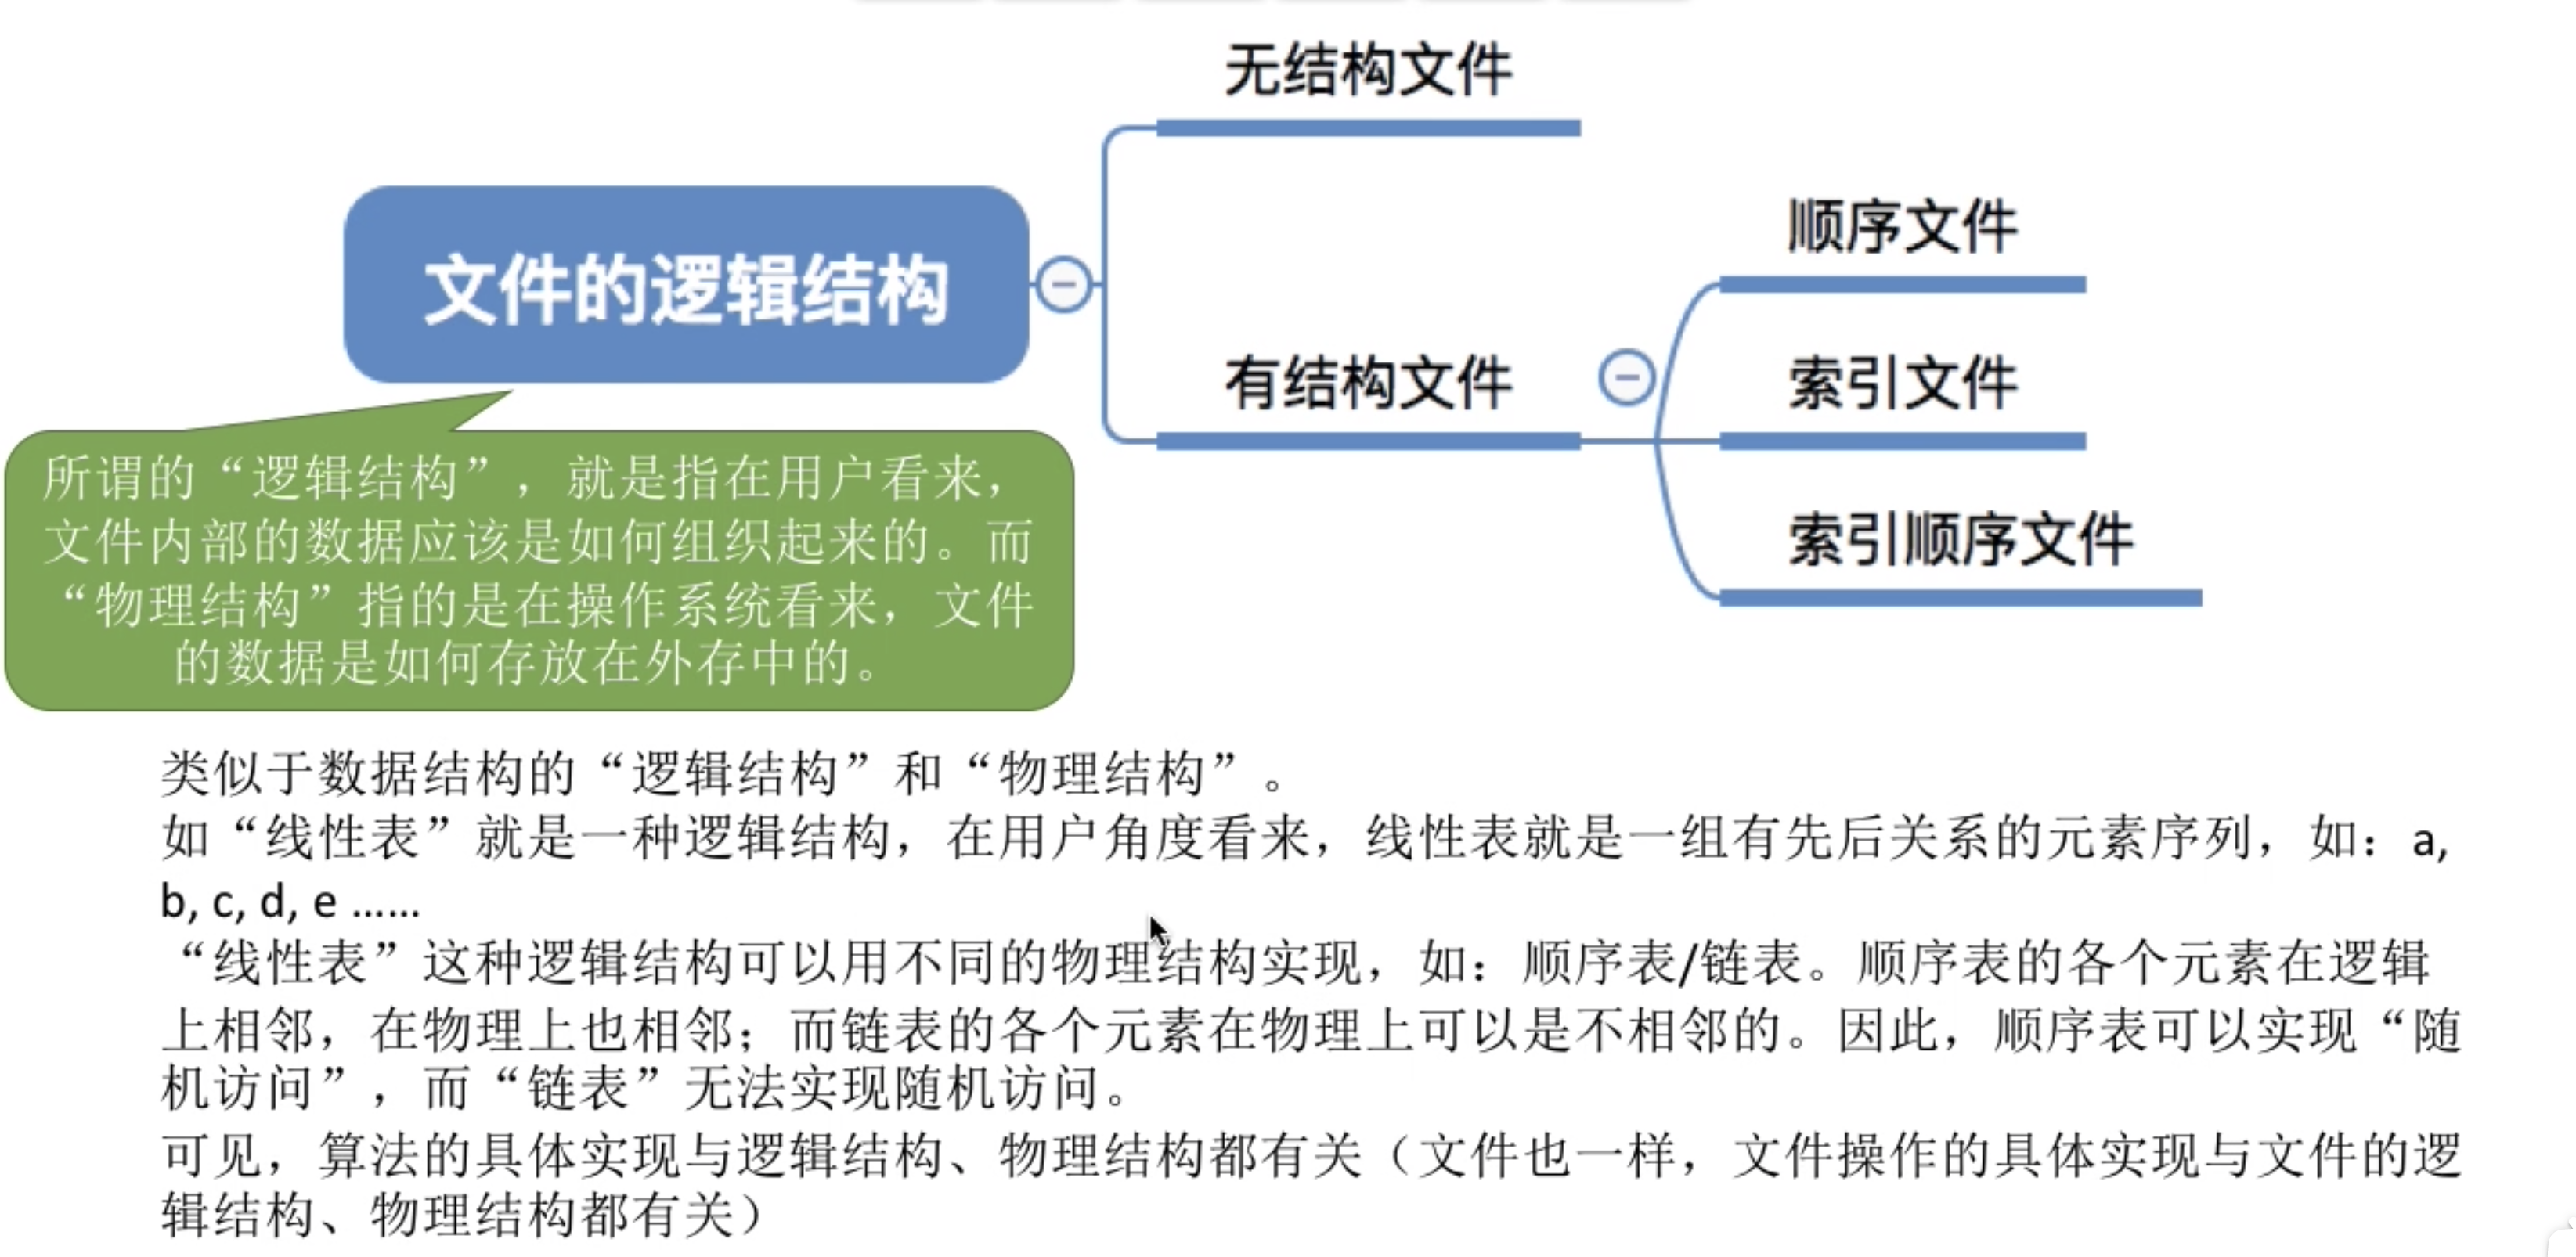 无结构文件
文件的逻辑结构
有结构文件
顺序文件
索引文件
索引顺序文件
所谓的“逻辑结构”，就是指在用户看来，
文件内部的数据应该是如何组织起来的。而
“物理结构”指的是在操作系统看来，文件
的数据是如何存放在外存中的。
类似于数据结构的“逻辑结构”和“物理结构”。
如“线性表”就是一种逻辑结构，在用户角度看来，线性表就是一组有先后关系的元素序列，如：a,
b, c, d, e ……
“线性表”这种逻辑结构可以用不同的物理结构实现，如：顺序表/链表。顺序表的各个元素在逻辑
上相邻，在物理上也相邻；而链表的各个元素在物理上可以是不相邻的。因此，顺序表可以实现“随
机访问”，而“链表”无法实现随机访问。
可见，算法的具体实现与逻辑结构、物理结构都有关（文件也一样，文件操作的具体实现与文件的逻
辑结构、物理结构都有关）